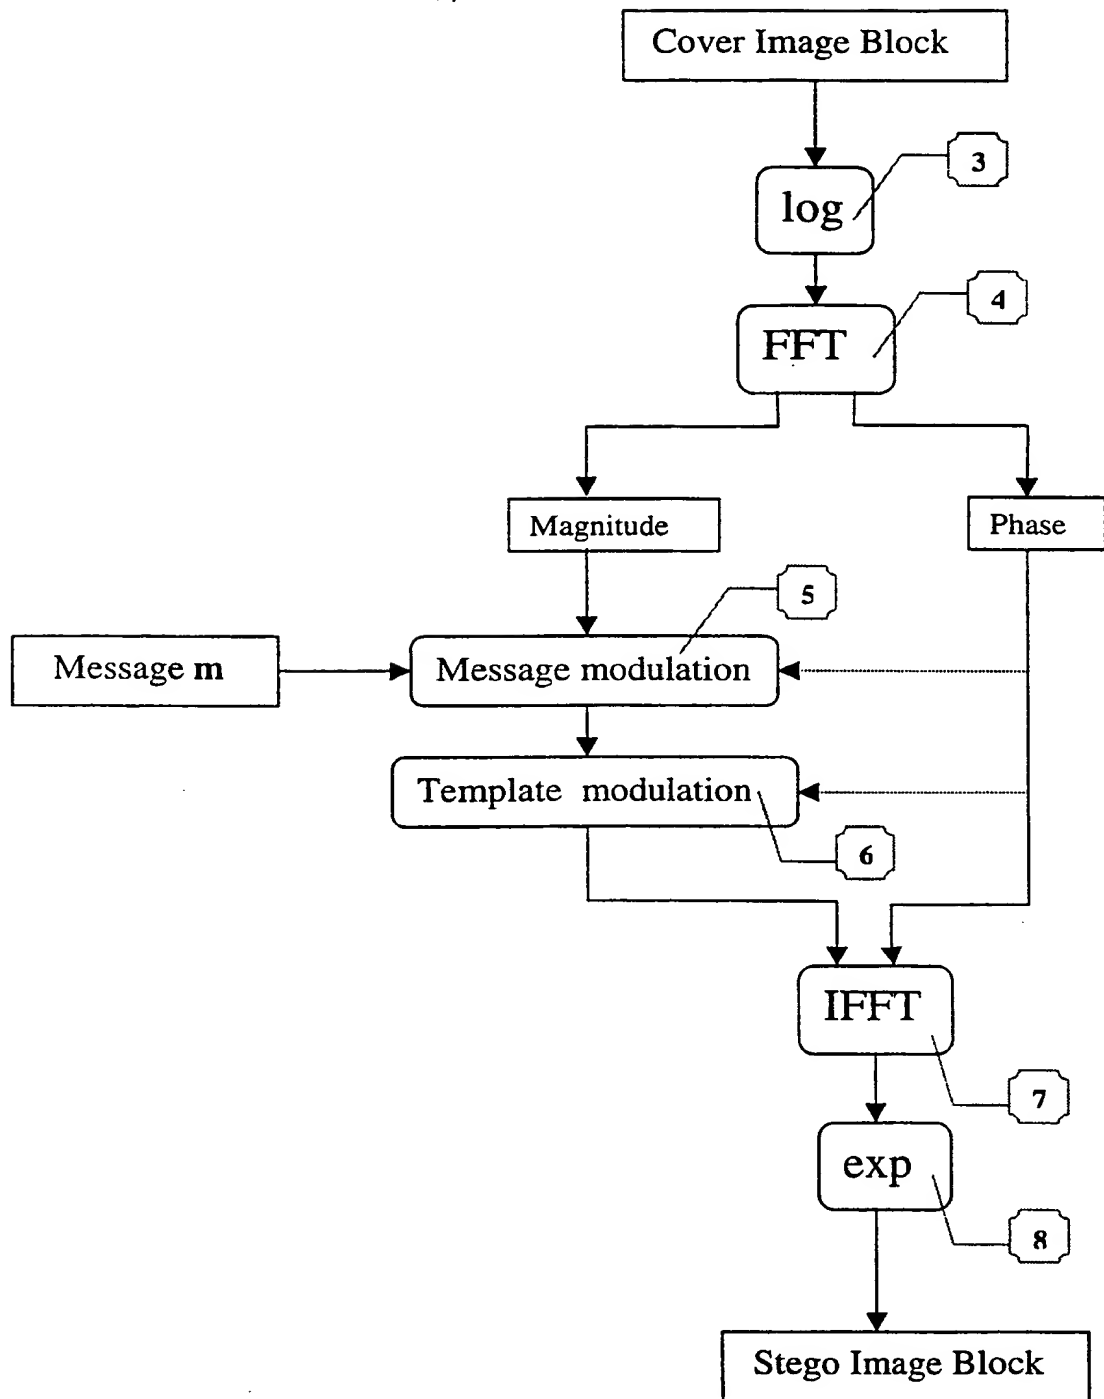 Cover Image Block
3
log
4
FFT
Magnitude
Phase
5
Message m
Message modulation
Template modulation
6
IFFT
7
exp
8
Stego Image Block